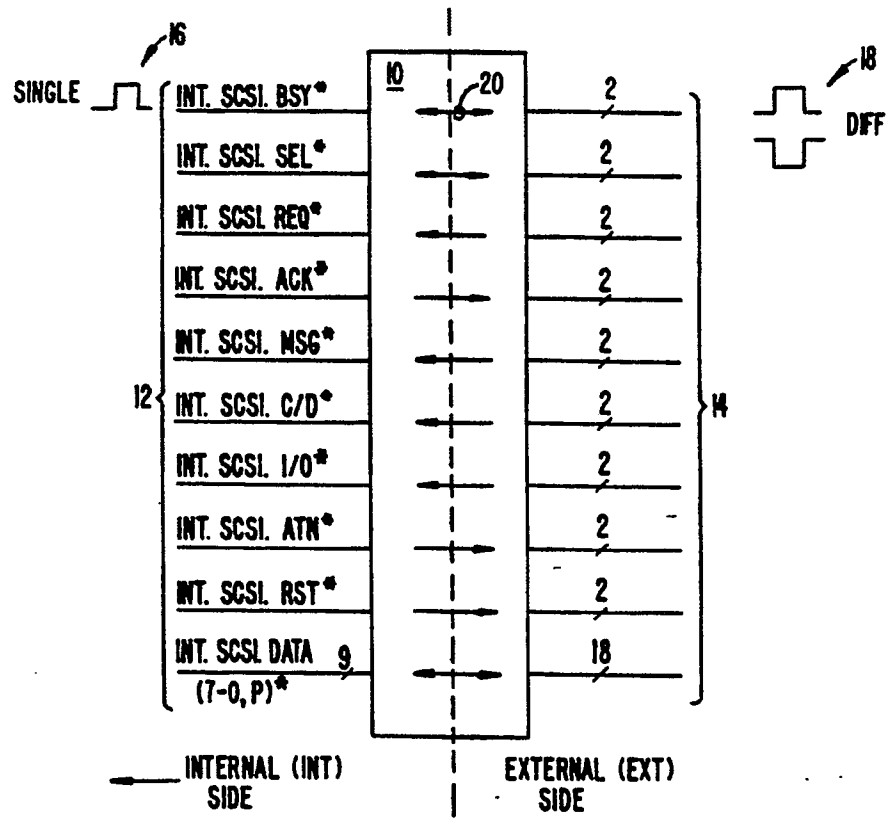 16
SINGLE
10
20
18
DIFF
INT. SCSI. BSY*
2
INT. SCSI. SEL*
2
INT. SCSI. REQ*
2
INT. SCSI. ACK*
2
INT. SCSI. MSG*
2
12
INT. SCSI. C/D*
2
14
INT. SCSI. I/O*
2
INT. SCSI. ATN*
2
INT. SCSI. RST*
2
INT. SCSI. DATA
9
18
(7-0, P)*
INTERNAL (INT)
SIDE
EXTERNAL (EXT)
SIDE